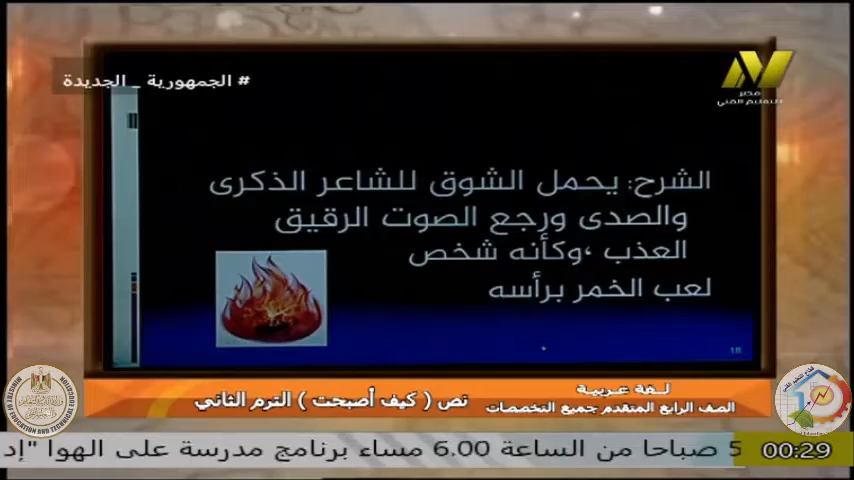 # الجمهورية _ الجديدة
مصر
التعليم الفني
الشرح: يحمل الشوق للشاعر الذكرى
والصدى ورجع الصوت الرقيق
العذب ،وكأنه شخص
لعب الخمر برأسه
18
لـغـة عـربـيـة
الصف الرابع المتقدم جميع التخصصات
نص ( كيف أصبحت ) الترم الثاني
5 صباحا من الساعة 6.00 مساء برنامج مدرسة على الهوا "إد
00:29